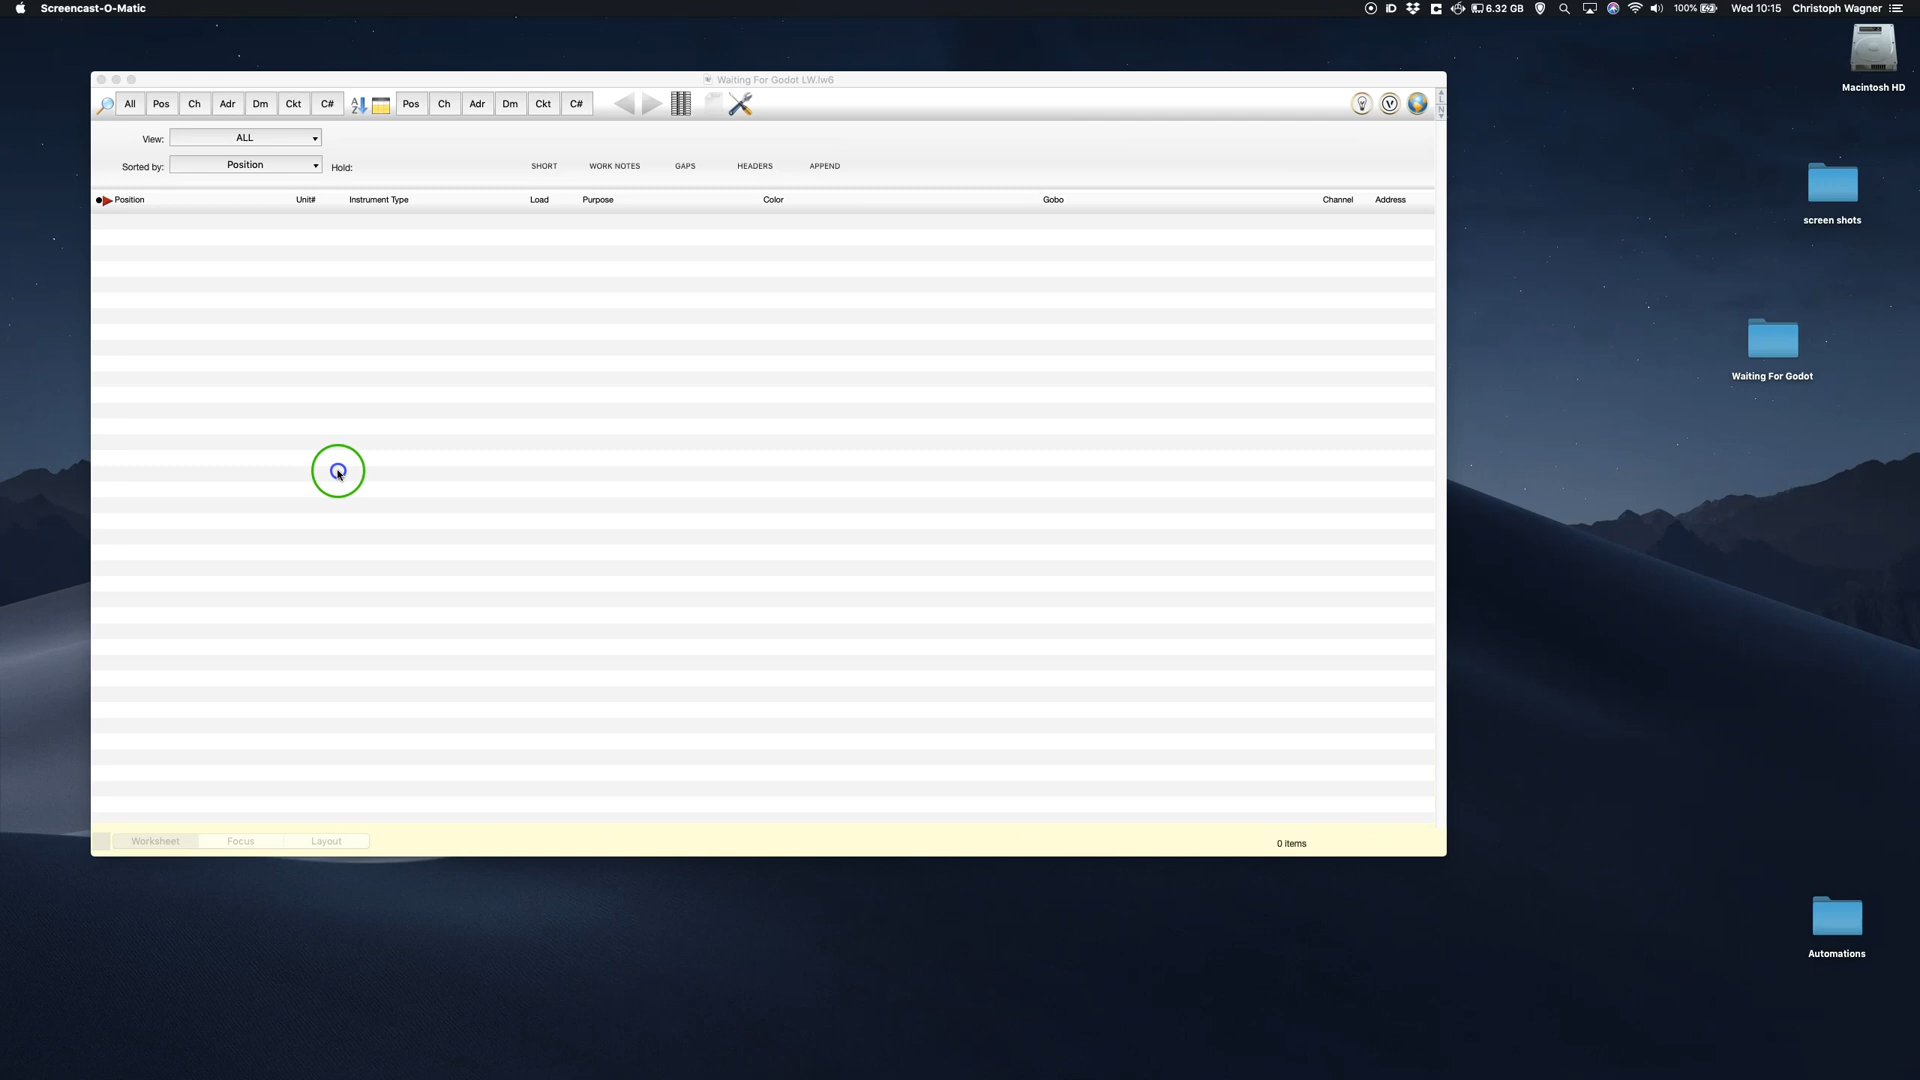 Screencast-O-Matic
iD
6.32 GB
100%
Wed 10:15
Christoph Wagner
Macintosh HD
Waiting For Godot LW.lw6
All Pos Ch Adr Dm Ckt C# Pos Ch Adr Dm Ckt C#
L
N
View: ALL
Sorted by: Position Hold: SHORT WORK NOTES GAPS HEADERS APPEND
Position Unit# Instrument Type Load Purpose Color Gobo Channel Address
screen shots
Waiting For Godot
Worksheet Focus Layout
0 items
Automations